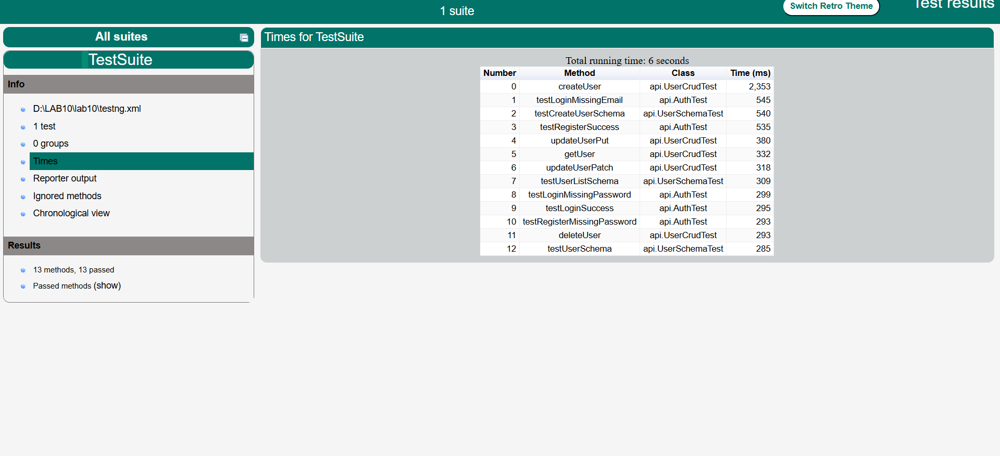 1 suite
Switch Retro Theme
Test results
All suites
TestSuite
Info
D:\LAB10\lab10\testng.xml
1 test
0 groups
Times
Reporter output
Ignored methods
Chronological view
Results
13 methods, 13 passed
Passed methods (show)
Times for TestSuite
Total running time: 6 seconds
Number Method Class Time (ms)
0 createUser api.UserCrudTest 2,353
1 testLoginMissingEmail api.AuthTest 545
2 testCreateUserSchema api.UserSchemaTest 540
3 testRegisterSuccess api.AuthTest 535
4 updateUserPut api.UserCrudTest 380
5 getUser api.UserCrudTest 332
6 updateUserPatch api.UserCrudTest 318
7 testUserListSchema api.UserSchemaTest 309
8 testLoginMissingPassword api.AuthTest 299
9 testLoginSuccess api.AuthTest 295
10 testRegisterMissingPassword api.AuthTest 293
11 deleteUser api.UserCrudTest 293
12 testUserSchema api.UserSchemaTest 285